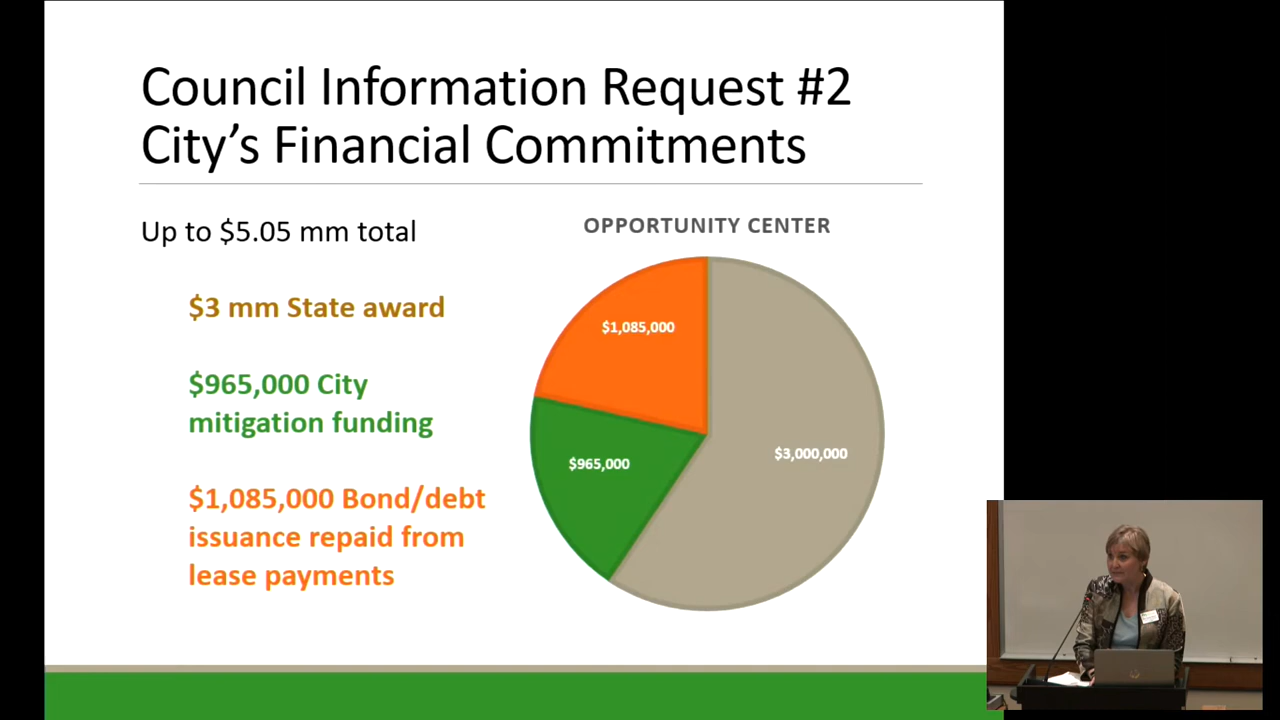 Council Information Request #2
City's Financial Commitments
Up to $5.05 mm total
OPPORTUNITY CENTER
$3 mm State award
$965,000 City
mitigation funding
$1,085,000 Bond/debt
issuance repaid from
lease payments
$1,085,000
$965,000
$3,000,000